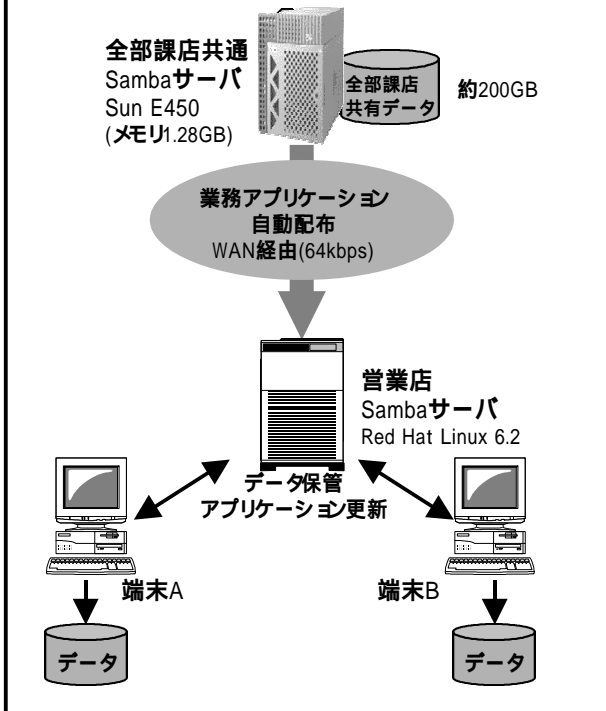 全部課店共通
Sambaサーバ
Sun E450
(メモリ1.28GB)
全部課店
共有データ
約200GB
業務アプリケーション
自動配布
WAN経由(64kbps)
営業店
Sambaサーバ
Red Hat Linux 6.2
データ保管
アプリケーション更新
端末A
端末B
データ
データ